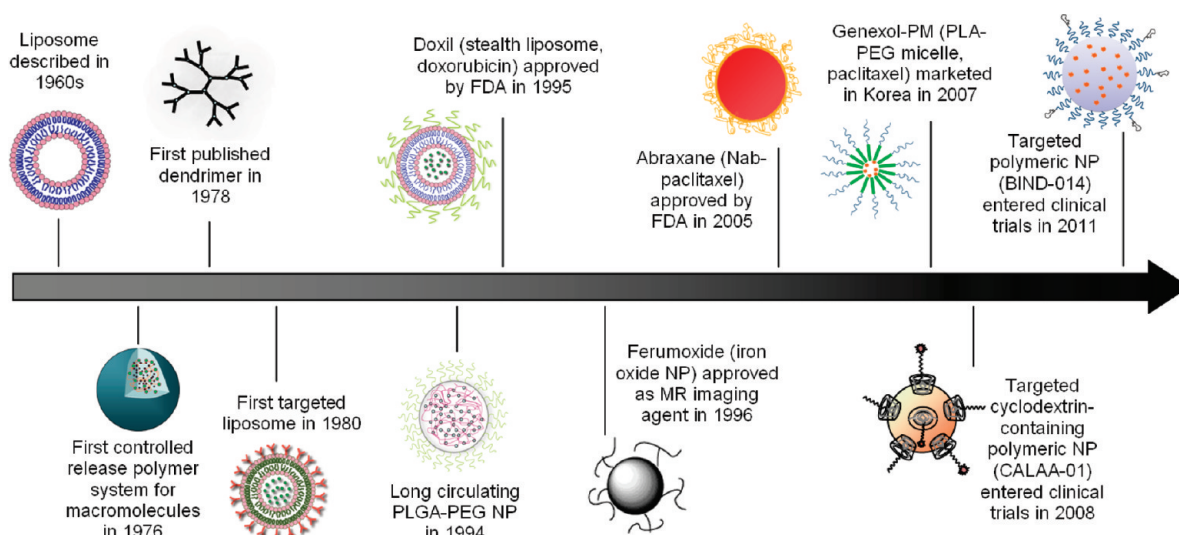 Liposome
described in
1960s
First published
dendrimer in
1978
Doxil (stealth liposome,
doxorubicin) approved
by FDA in 1995
Abraxane (Nab-
paclitaxel)
approved by
FDA in 2005
Genexol-PM (PLA-
PEG micelle,
paclitaxel) marketed
in Korea in 2007
Targeted
polymeric NP
(BIND-014)
entered clinical
trials in 2011
First controlled
release polymer
system for
macromolecules
in 1976
First targeted
liposome in 1980
Long circulating
PLGA-PEG NP
in 1994
Ferumoxide (iron
oxide NP) approved
as MR imaging
agent in 1996
Targeted
cyclodextrin-
containing
polymeric NP
(CALAA-01)
entered clinical
trials in 2008